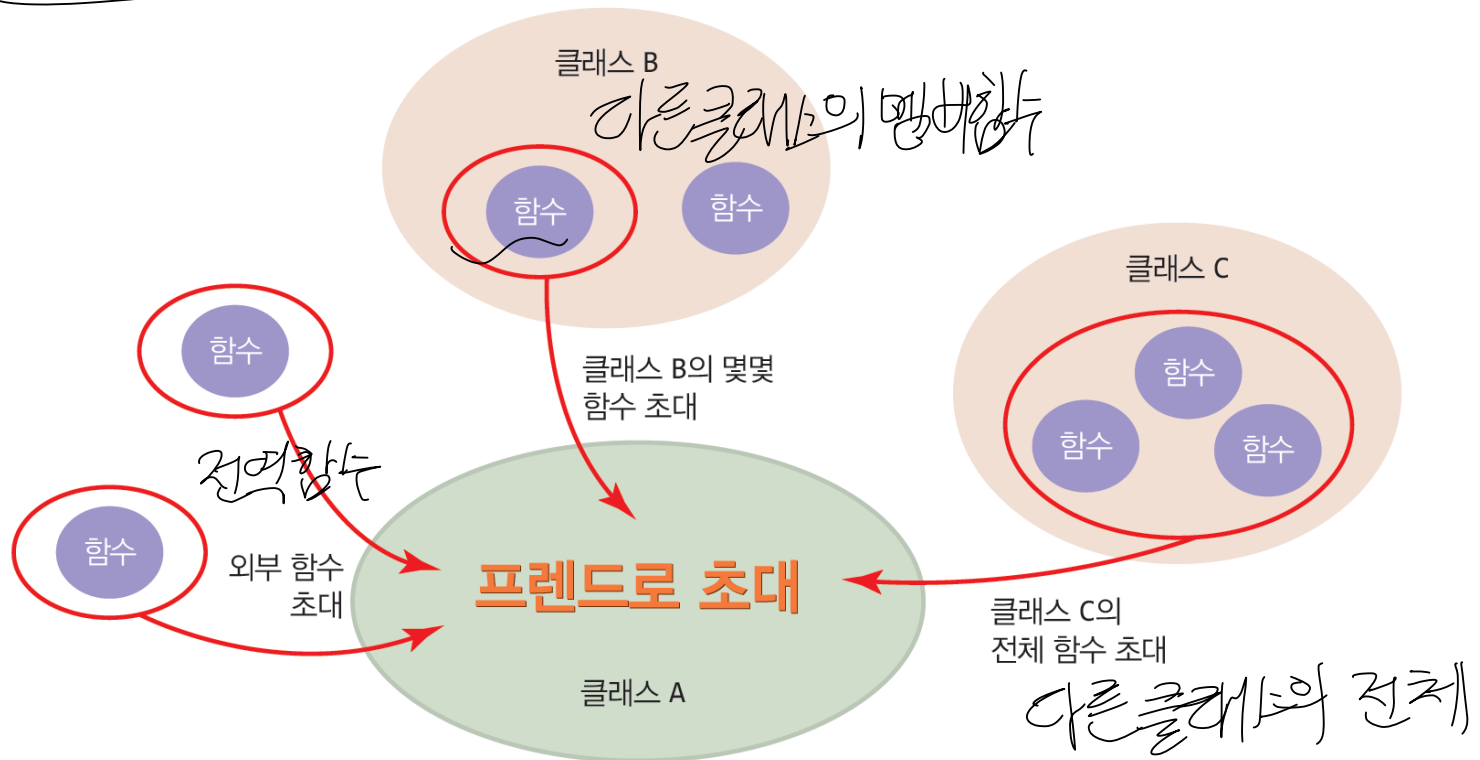 클래스 B
다른클래스의 멤버함수
함수
함수
클래스 C
함수
함수
함수
함수
클래스 B의 몇몇
함수 초대
전역함수
함수
외부 함수
초대
프렌드로 초대
클래스 A
클래스 C의
전체 함수 초대
다른클래스의 전체